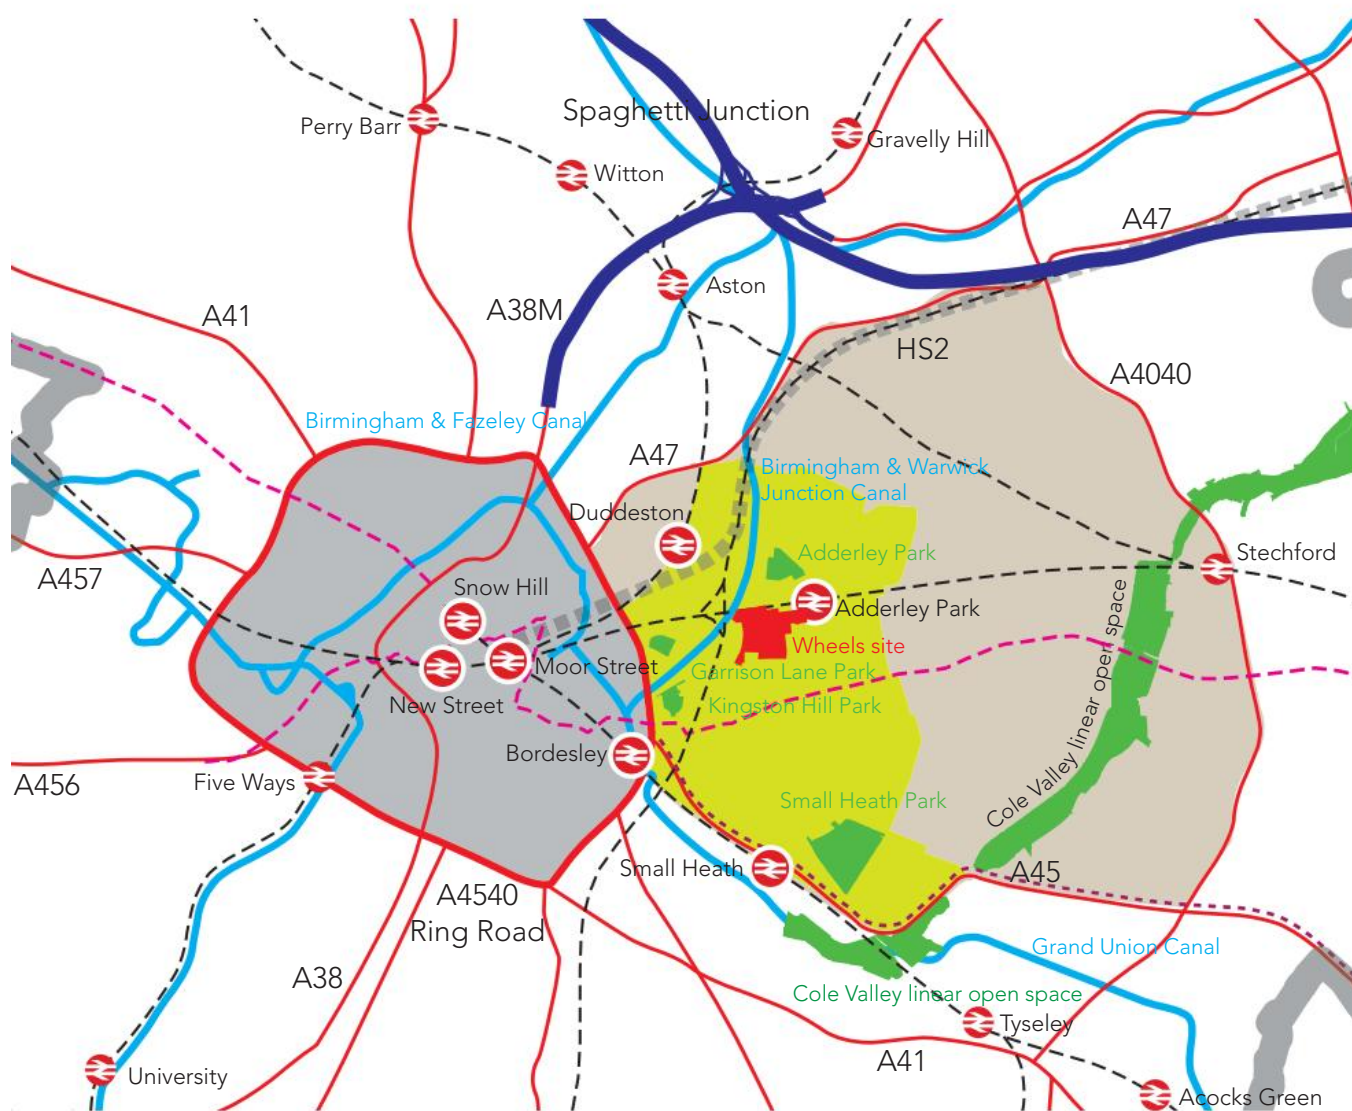 Spaghetti Junction
Perry Barr
Gravelly Hill
Witton
A47
Aston
A38M
A41
HS2
A4040
Birmingham & Fazeley Canal
A47
Birmingham & Warwick
Junction Canal
Duddeston
Adderley Park
Stechford
A457
Snow Hill
Adderley Park
Wheels site
Moor Street
Garrison Lane Park
New Street
Kingston Hill Park
Cole Valley linear open space
Bordesley
A456
Five Ways
Small Heath Park
Small Heath
A45
A4540
Ring Road
Grand Union Canal
A38
Cole Valley linear open space
Tyseley
A41
University
Acocks Green